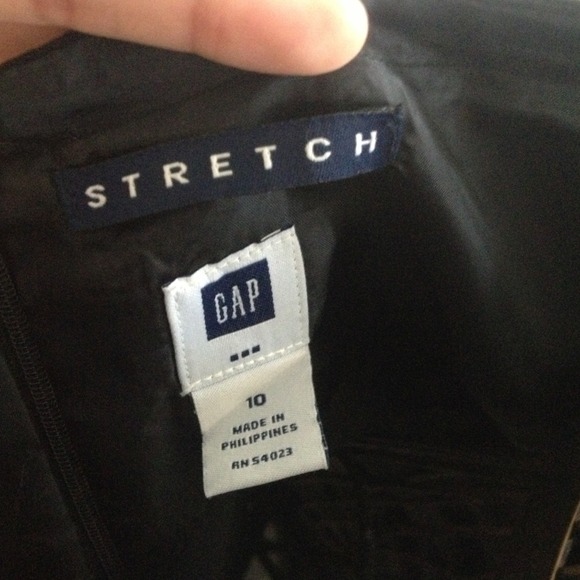 STRETCH
GAP
10
MADE IN
PHILIPPINES
RN 54023